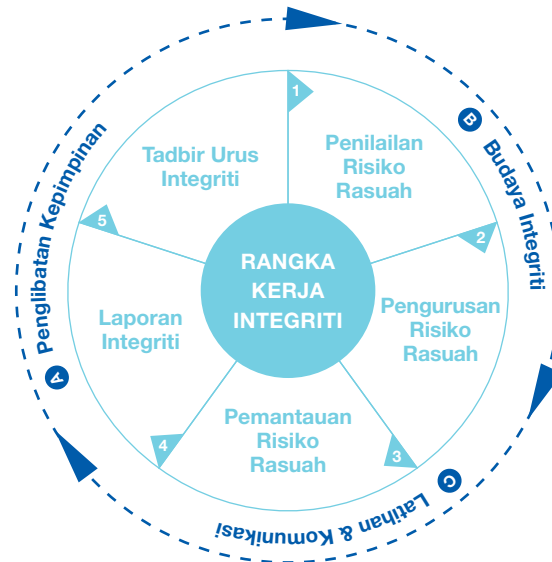 RANGKA
KERJA
INTEGRITI
1
Penilailan
Risiko
Rasuah
2
Pengurusan
Risiko
Rasuah
3
Pemantauan
Risiko
Rasuah
4
Laporan
Integriti
5
Tadbir Urus
Integriti
A Penglibatan Kepimpinan
B Budaya Integriti
C Latihan & Komunikasi